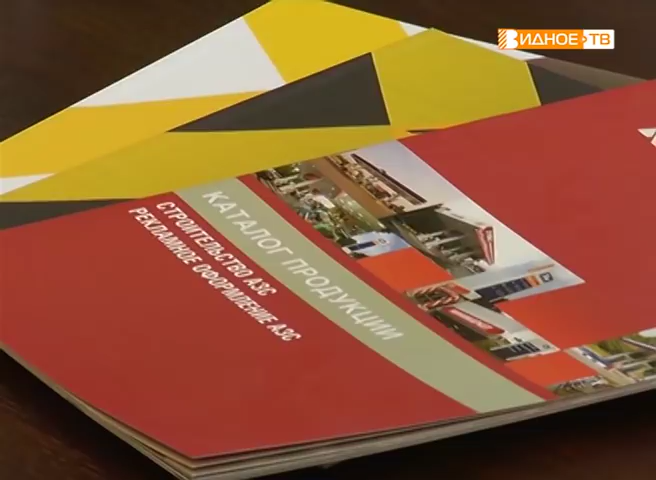 ВИДНОЕ ТВ
КАТАЛОГ ПРОДУКЦИИ
СТРОИТЕЛЬСТВО АЗС
РЕКЛАМНОЕ ОФОРМЛЕНИЕ АЗС